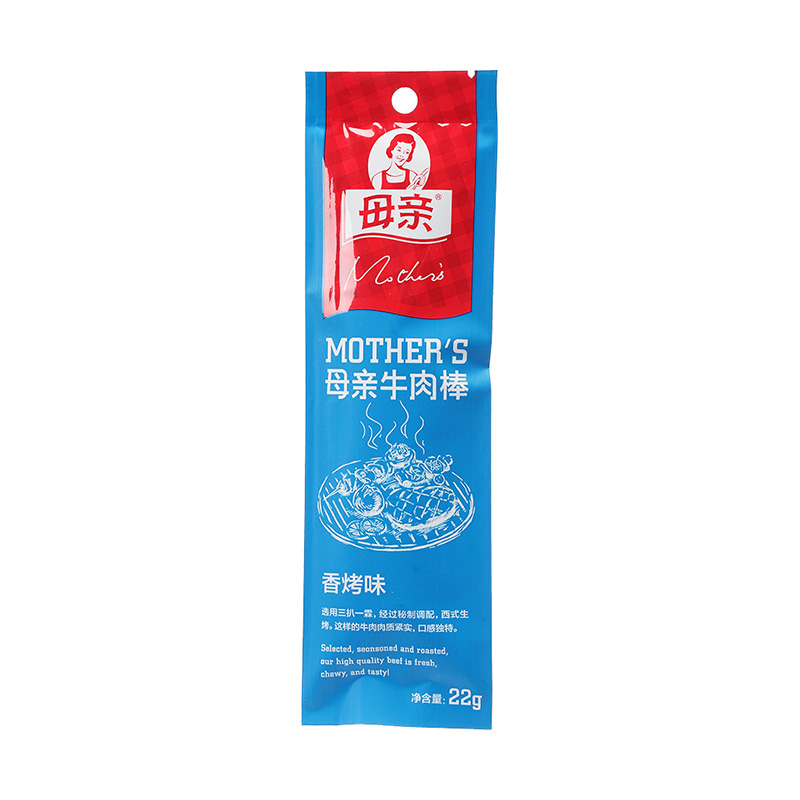 母亲®
Mother's
MOTHER'S
母亲牛肉棒
香烤味
选用三扒一霖，经过秘制调配，西式生
烤。这样的牛肉肉质紧实，口感独特。
Selected, seonsoned and roasted,
our high quality beef is fresh,
chewy, and tasty!
净含量: 22g